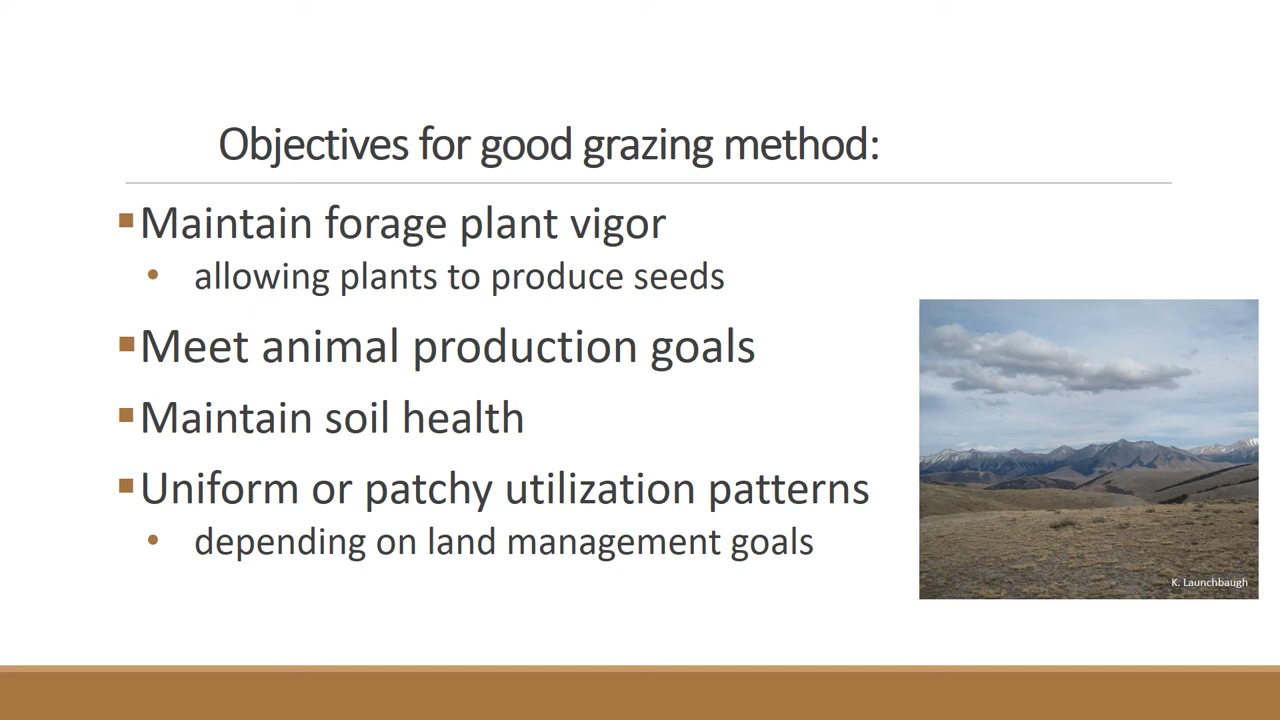 Objectives for good grazing method:
Maintain forage plant vigor
allowing plants to produce seeds
Meet animal production goals
Maintain soil health
Uniform or patchy utilization patterns
depending on land management goals
K. Launchbaugh